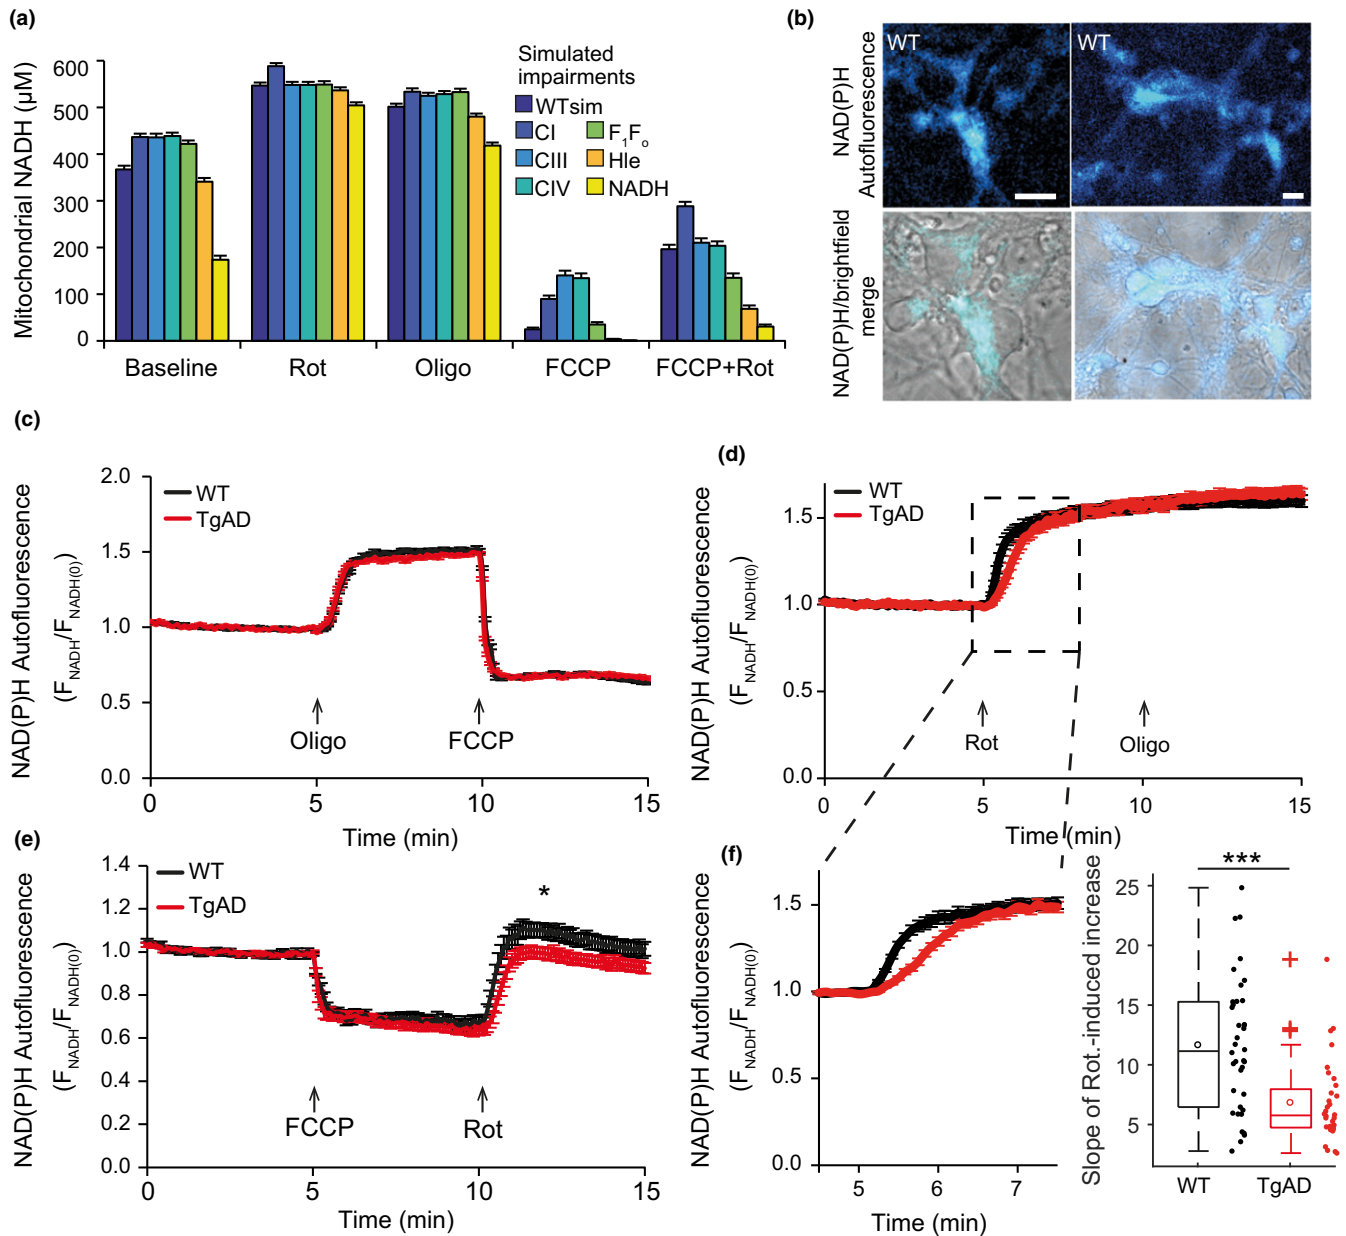 (a)
Mitochondrial NADH (µM)
600
500
400
300
200
100
0
Baseline
Rot
Oligo
FCCP
FCCP+Rot
Simulated
impairments
WTsim
CI
F1Fo
CIII
Hle
CIV
NADH
(b)
NAD(P)H
Autofluorescence
WT
WT
NAD(P)H/brightfield
merge
(c)
NAD(P)H Autofluorescence
(FNADH/FNADH(0))
2.0
1.5
1.0
0.5
0.0
WT
TgAD
Oligo
FCCP
0
5
10
15
Time (min)
(d)
NAD(P)H Autofluorescence
(FNADH/FNADH(0))
1.5
1.0
0.5
0.0
WT
TgAD
Rot
Oligo
0
5
10
15
Time (min)
(e)
NAD(P)H Autofluorescence
(FNADH/FNADH(0))
1.4
1.2
1.0
0.8
0.6
0.4
0.2
0.0
WT
TgAD
*
FCCP
Rot
0
5
10
15
Time (min)
(f)
NAD(P)H Autofluorescence
(FNADH/FNADH(0))
1.5
1.0
0.5
0.0
5
6
7
Time (min)
Slope of Rot.-induced increase
25
20
15
10
5
***
WT
TgAD